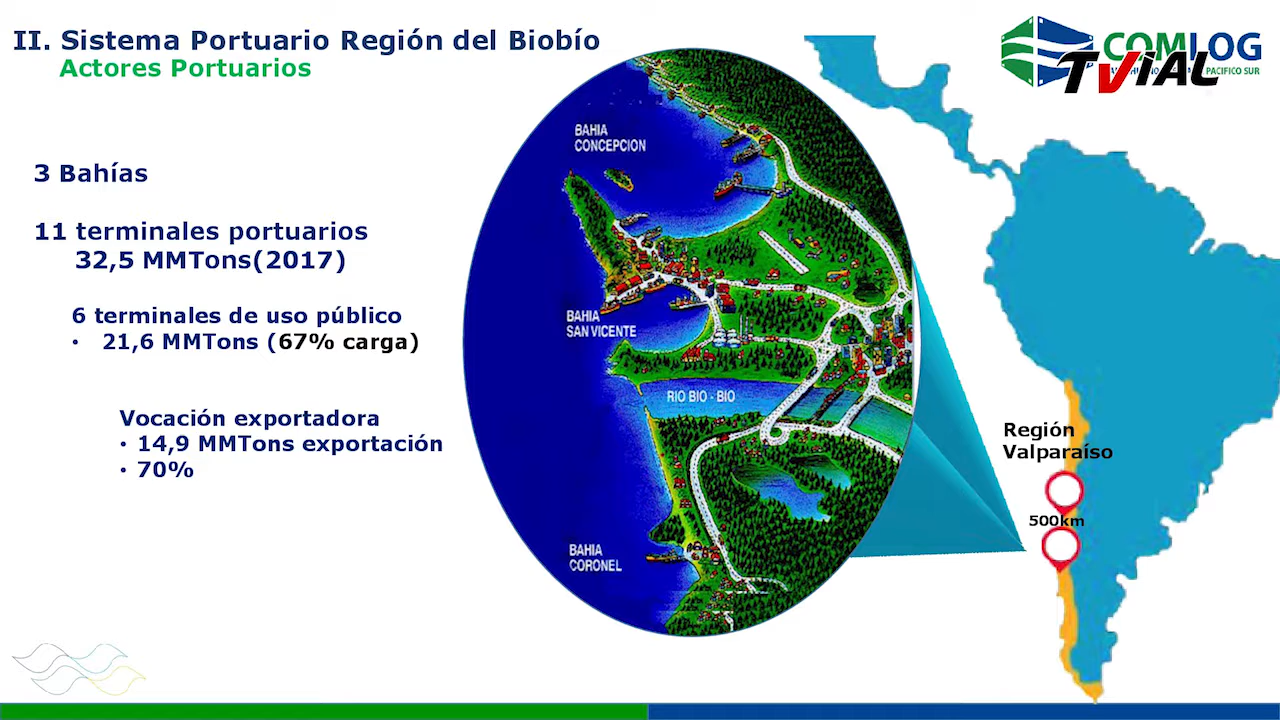 II. Sistema Portuario Región del Biobío
Actores Portuarios
COMLOG
TVIAL
PACIFICO SUR
3 Bahías
11 terminales portuarios
32,5 MMTons(2017)
6 terminales de uso público
• 21,6 MMTons (67% carga)
Vocación exportadora
• 14,9 MMTons exportación
• 70%
BAHIA
CONCEPCION
BAHIA
SAN VICENTE
RIO BIO - BIO
BAHIA
CORONEL
Región
Valparaíso
500km